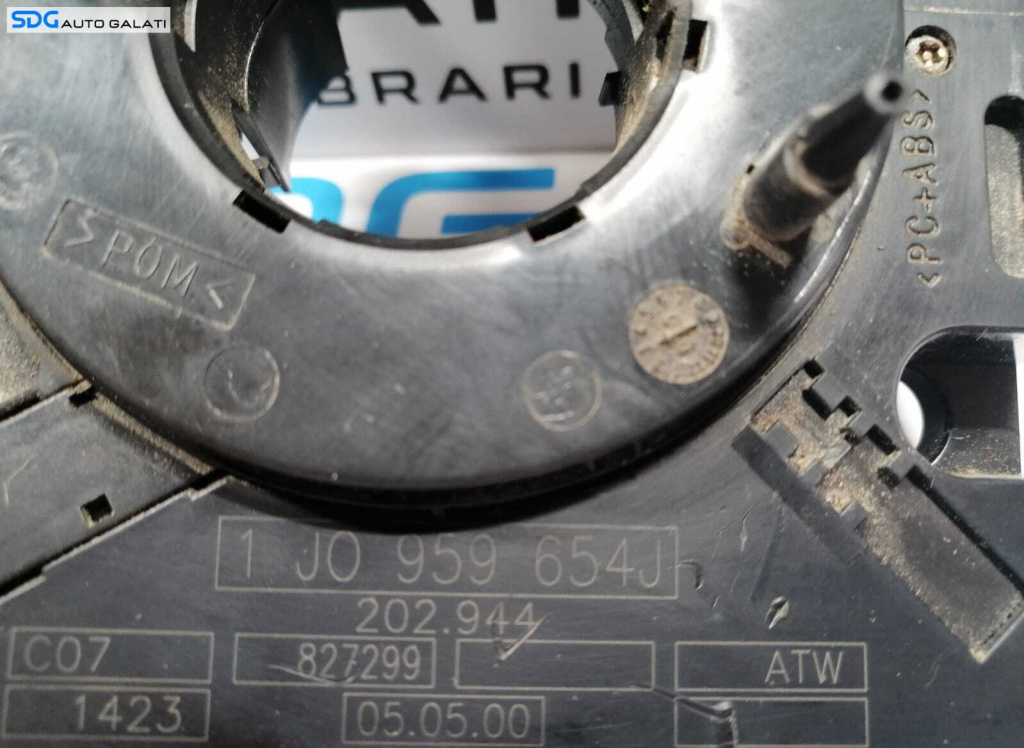 SDG AUTO GALATI
BRARI
>POM<
<PC+ABS>
1 J0 959 654J
202.944
C07 827299 ATW
1423 05.05.00